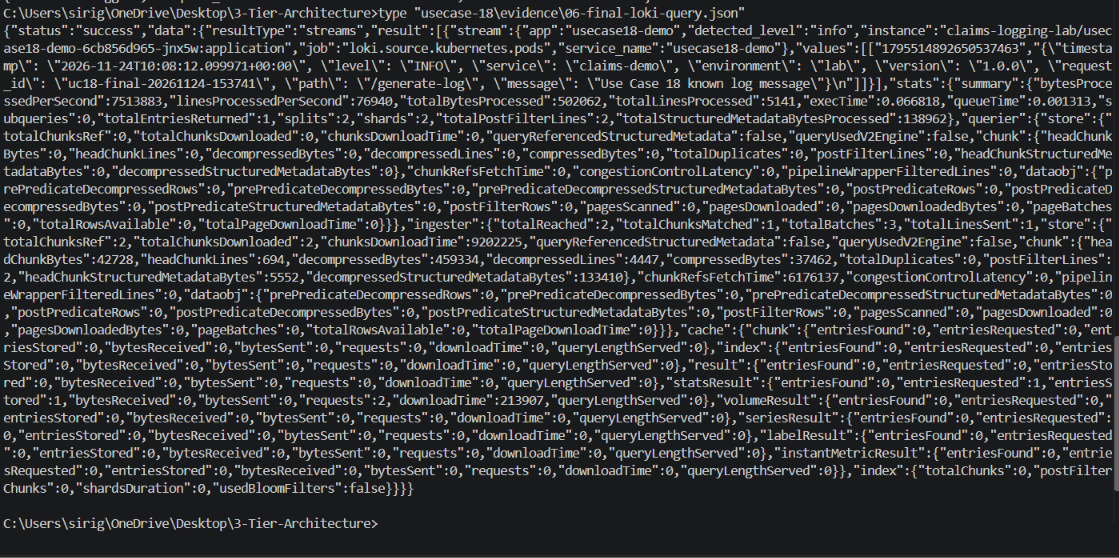 C:\Users\sirig\OneDrive\Desktop\3-Tier-Architecture>type "usecase-18\evidence\06-final-loki-query.json"
{"status":"success","data":{"resultType":"streams","result":[{"stream":{"app":"usecase18-demo","detected_level":"info","instance":"claims-logging-lab/usec
ase18-demo-6cb856d965-jnx5w:application","job":"loki.source.kubernetes.pods","service_name":"usecase18-demo"},"values":[["1795514892650537463","{\"timesta
mp\": \"2026-11-24T10:08:12.099971+00:00\", \"level\": \"INFO\", \"service\": \"claims-demo\", \"environment\": \"lab\", \"version\": \"1.0.0\", \"request
_id\": \"uc18-final-20261124-153741\", \"path\": \"/generate-log\", \"message\": \"Use Case 18 known log message\"}\n"]]}],"stats":{"summary":{"bytesProce
ssedPerSecond":7513883,"linesProcessedPerSecond":76940,"totalBytesProcessed":502062,"totalLinesProcessed":5141,"execTime":0.066818,"queueTime":0.001313,"s
ubqueries":0,"totalEntriesReturned":1,"splits":2,"shards":2,"totalPostFilterLines":2,"totalStructuredMetadataBytesProcessed":138962},"querier":{"store":{"
totalChunksRef":0,"totalChunksDownloaded":0,"chunksDownloadTime":0,"queryReferencedStructuredMetadata":false,"queryUsedV2Engine":false,"chunk":{"headChunk
Bytes":0,"headChunkLines":0,"decompressedBytes":0,"decompressedLines":0,"compressedBytes":0,"totalDuplicates":0,"postFilterLines":0,"headChunkStructuredMe
tadataBytes":0,"decompressedStructuredMetadataBytes":0},"chunkRefsFetchTime":0,"congestionControlLatency":0,"pipelineWrapperFilteredLines":0,"dataobj":{"p
rePredicateDecompressedRows":0,"prePredicateDecompressedBytes":0,"prePredicateDecompressedStructuredMetadataBytes":0,"postPredicateRows":0,"postPredicateD
ecompressedBytes":0,"postPredicateStructuredMetadataBytes":0,"postFilterRows":0,"pagesScanned":0,"pagesDownloaded":0,"pagesDownloadedBytes":0,"pageBatches
":0,"totalRowsAvailable":0,"totalPageDownloadTime":0}}},"ingester":{"totalReached":2,"totalChunksMatched":1,"totalBatches":3,"totalLinesSent":1,"store":{"
totalChunksRef":2,"totalChunksDownloaded":2,"chunksDownloadTime":9202225,"queryReferencedStructuredMetadata":false,"queryUsedV2Engine":false,"chunk":{"hea
dChunkBytes":42728,"headChunkLines":694,"decompressedBytes":459334,"decompressedLines":4447,"compressedBytes":37462,"totalDuplicates":0,"postFilterLines":
2,"headChunkStructuredMetadataBytes":5552,"decompressedStructuredMetadataBytes":133410},"chunkRefsFetchTime":6176137,"congestionControlLatency":0,"pipelin
eWrapperFilteredLines":0,"dataobj":{"prePredicateDecompressedRows":0,"prePredicateDecompressedBytes":0,"prePredicateDecompressedStructuredMetadataBytes":0
,"postPredicateRows":0,"postPredicateDecompressedBytes":0,"postPredicateStructuredMetadataBytes":0,"postFilterRows":0,"pagesScanned":0,"pagesDownloaded":0
,"pagesDownloadedBytes":0,"pageBatches":0,"totalRowsAvailable":0,"totalPageDownloadTime":0}}},"cache":{"chunk":{"entriesFound":0,"entriesRequested":0,"ent
riesStored":0,"bytesReceived":0,"bytesSent":0,"requests":0,"downloadTime":0,"queryLengthServed":0},"index":{"entriesFound":0,"entriesRequested":0,"entries
Stored":0,"bytesReceived":0,"bytesSent":0,"requests":0,"downloadTime":0,"queryLengthServed":0},"result":{"entriesFound":0,"entriesRequested":0,"entriesSto
red":0,"bytesReceived":0,"bytesSent":0,"requests":0,"downloadTime":0,"queryLengthServed":0},"statsResult":{"entriesFound":0,"entriesRequested":1,"entriesS
tored":1,"bytesReceived":0,"bytesSent":0,"requests":2,"downloadTime":213907,"queryLengthServed":0},"volumeResult":{"entriesFound":0,"entriesRequested":0,"
entriesStored":0,"bytesReceived":0,"bytesSent":0,"requests":0,"downloadTime":0,"queryLengthServed":0},"seriesResult":{"entriesFound":0,"entriesRequested":
0,"entriesStored":0,"bytesReceived":0,"bytesSent":0,"requests":0,"downloadTime":0,"queryLengthServed":0},"labelResult":{"entriesFound":0,"entriesRequested
":0,"entriesStored":0,"bytesReceived":0,"bytesSent":0,"requests":0,"downloadTime":0,"queryLengthServed":0},"instantMetricResult":{"entriesFound":0,"entrie
sRequested":0,"entriesStored":0,"bytesReceived":0,"bytesSent":0,"requests":0,"downloadTime":0,"queryLengthServed":0}},"index":{"totalChunks":0,"postFilter
Chunks":0,"shardsDuration":0,"usedBloomFilters":false}}}}
C:\Users\sirig\OneDrive\Desktop\3-Tier-Architecture>